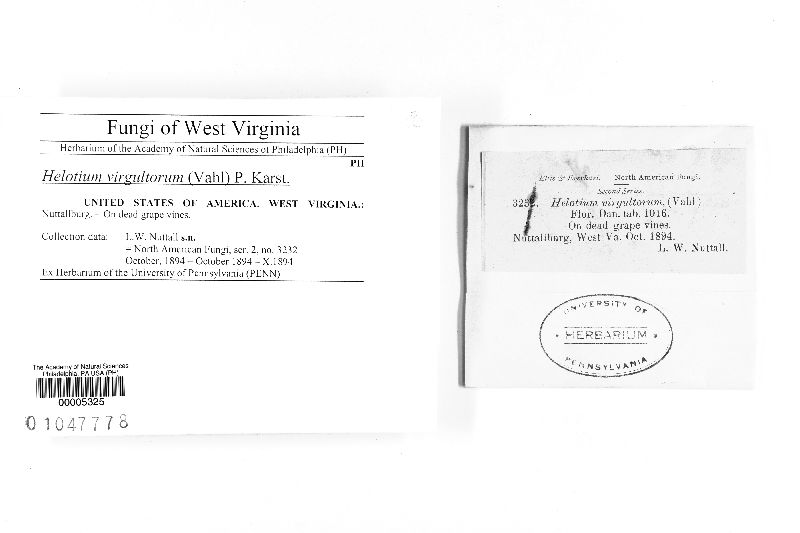 Fungi of West Virginia
Herbarium of the Academy of Natural Sciences of Philadelphia (PH)
PH
Helotium virgultorum (Vahl) P. Karst.
UNITED STATES OF AMERICA. WEST VIRGINIA.:
Nuttallburg. - On dead grape vines.
Collection data: L.W. Nuttall s.n.
– North American Fungi, ser. 2, no. 3232
October, 1894 – October 1894 – X.1894
Ex Herbarium of the University of Pennsylvania (PENN)
The Academy of Natural Sciences
Philadelphia, PA USA (PH)
00005325
01047778
Ellis & Everhart. North American Fungi.
Second Series.
3232. Helotium virgultorum, (Vahl)
Flor. Dan. tab. 1016.
On dead grape vines.
Nuttallburg, West Va. Oct. 1894.
L. W. Nuttall.
UNIVERSITY OF
HERBARIUM
PENNSYLVANIA